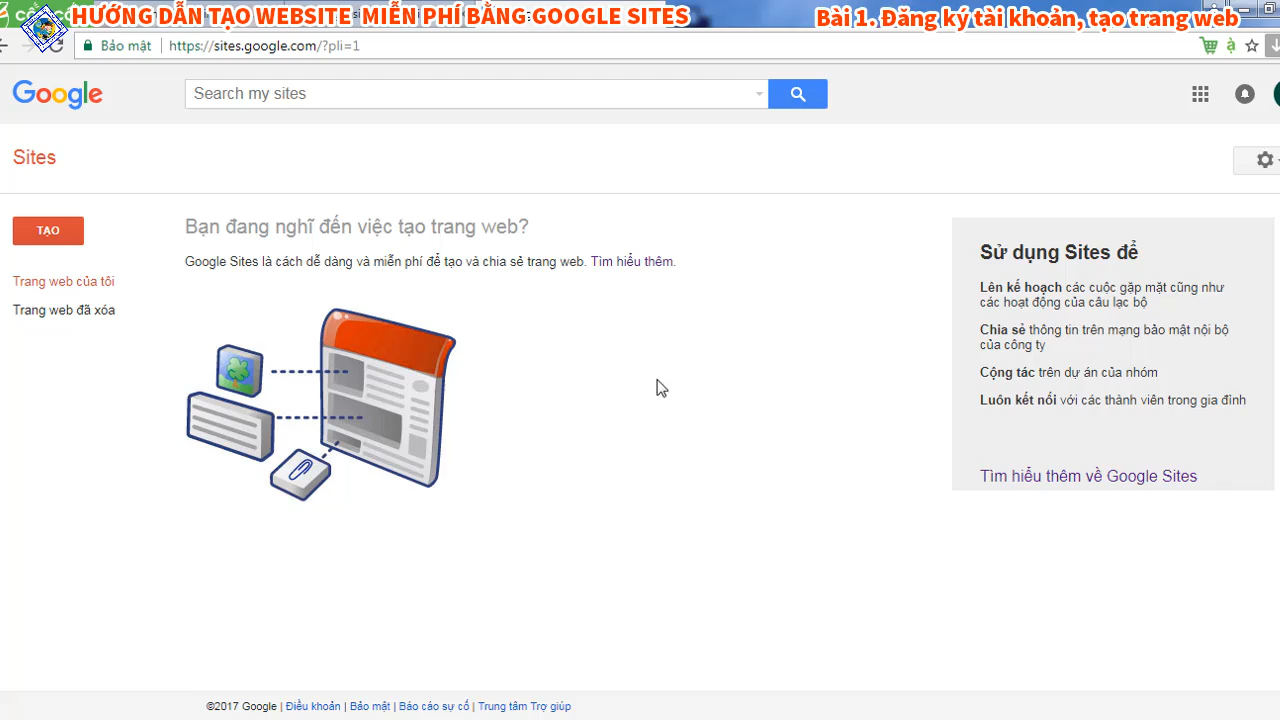 HƯỚNG DẪN TẠO WEBSITE MIỄN PHÍ BẰNG GOOGLE SITES
Bài 1. Đăng ký tài khoản, tạo trang web
Bảo mật
https://sites.google.com/?pli=1
Google
Search my sites
Sites
TẠO
Trang web của tôi
Trang web đã xóa
Bạn đang nghĩ đến việc tạo trang web?
Google Sites là cách dễ dàng và miễn phí để tạo và chia sẻ trang web. Tìm hiểu thêm.
Sử dụng Sites để
Lên kế hoạch các cuộc gặp mặt cũng như
các hoạt động của câu lạc bộ
Chia sẻ thông tin trên mạng bảo mật nội bộ
của công ty
Cộng tác trên dự án của nhóm
Luôn kết nối với các thành viên trong gia đình
Tìm hiểu thêm về Google Sites
©2017 Google | Điều khoản | Bảo mật | Báo cáo sự cố | Trung tâm Trợ giúp